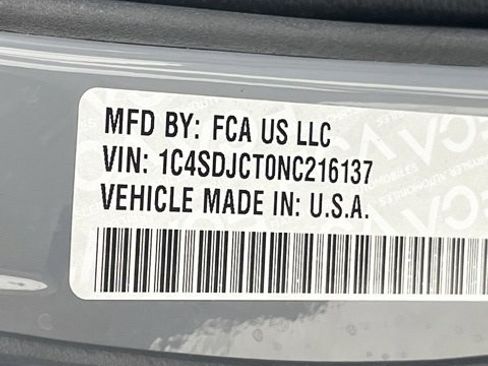 MFD BY: FCA US LLC
VIN: 1C4SDJCT0NC216137
VEHICLE MADE IN: U.S.A.